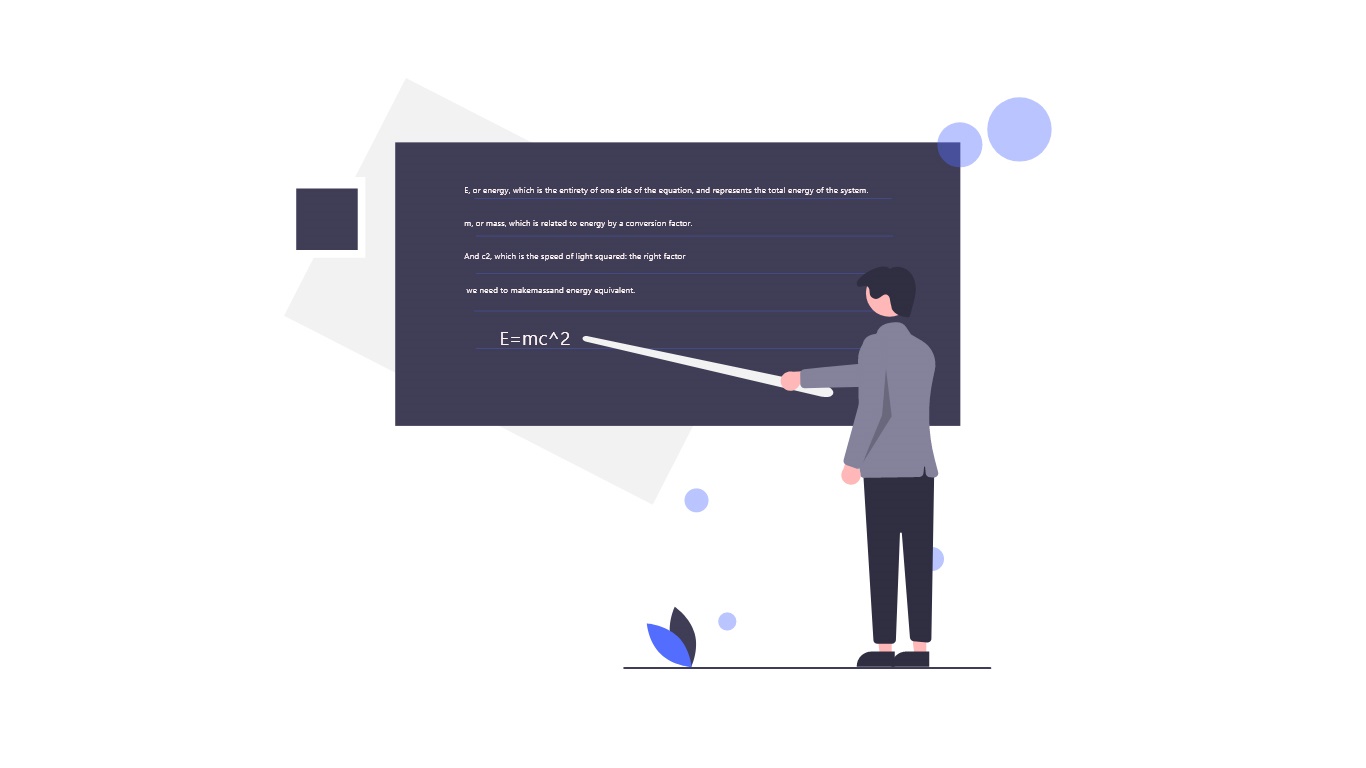 E, or energy, which is the entirety of one side of the equation, and represents the total energy of the system.
m, or mass, which is related to energy by a conversion factor.
And c2, which is the speed of light squared: the right factor
we need to makemassand energy equivalent.
E=mc^2